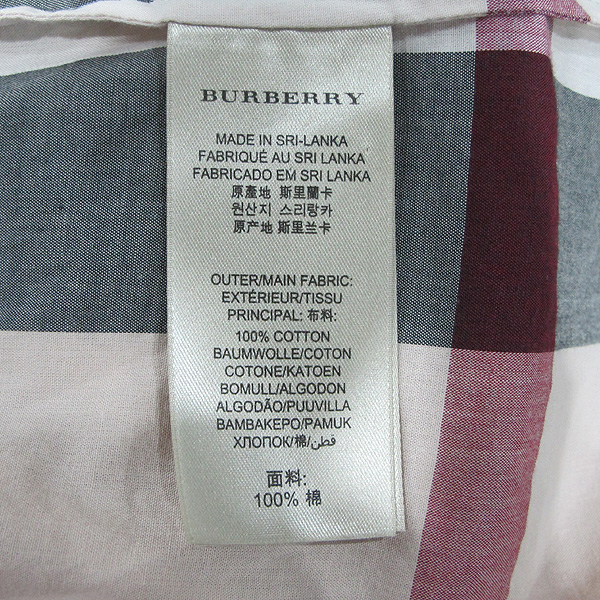 BURBERRY
MADE IN SRI-LANKA
FABRIQUÉ AU SRI LANKA
FABRICADO EM SRI LANKA
原產地 斯里蘭卡
원산지 스리랑카
原产地 斯里兰卡
OUTER/MAIN FABRIC:
EXTÉRIEUR/TISSU
PRINCIPAL: 布料:
100% COTTON
BAUMWOLLE/COTON
COTONE/KATOEN
BOMULL/ALGODON
ALGODÃO/PUUVILLA
BAMBAKEPO/PAMUK
ХЛОПОК/棉/قطن
面料:
100% 棉